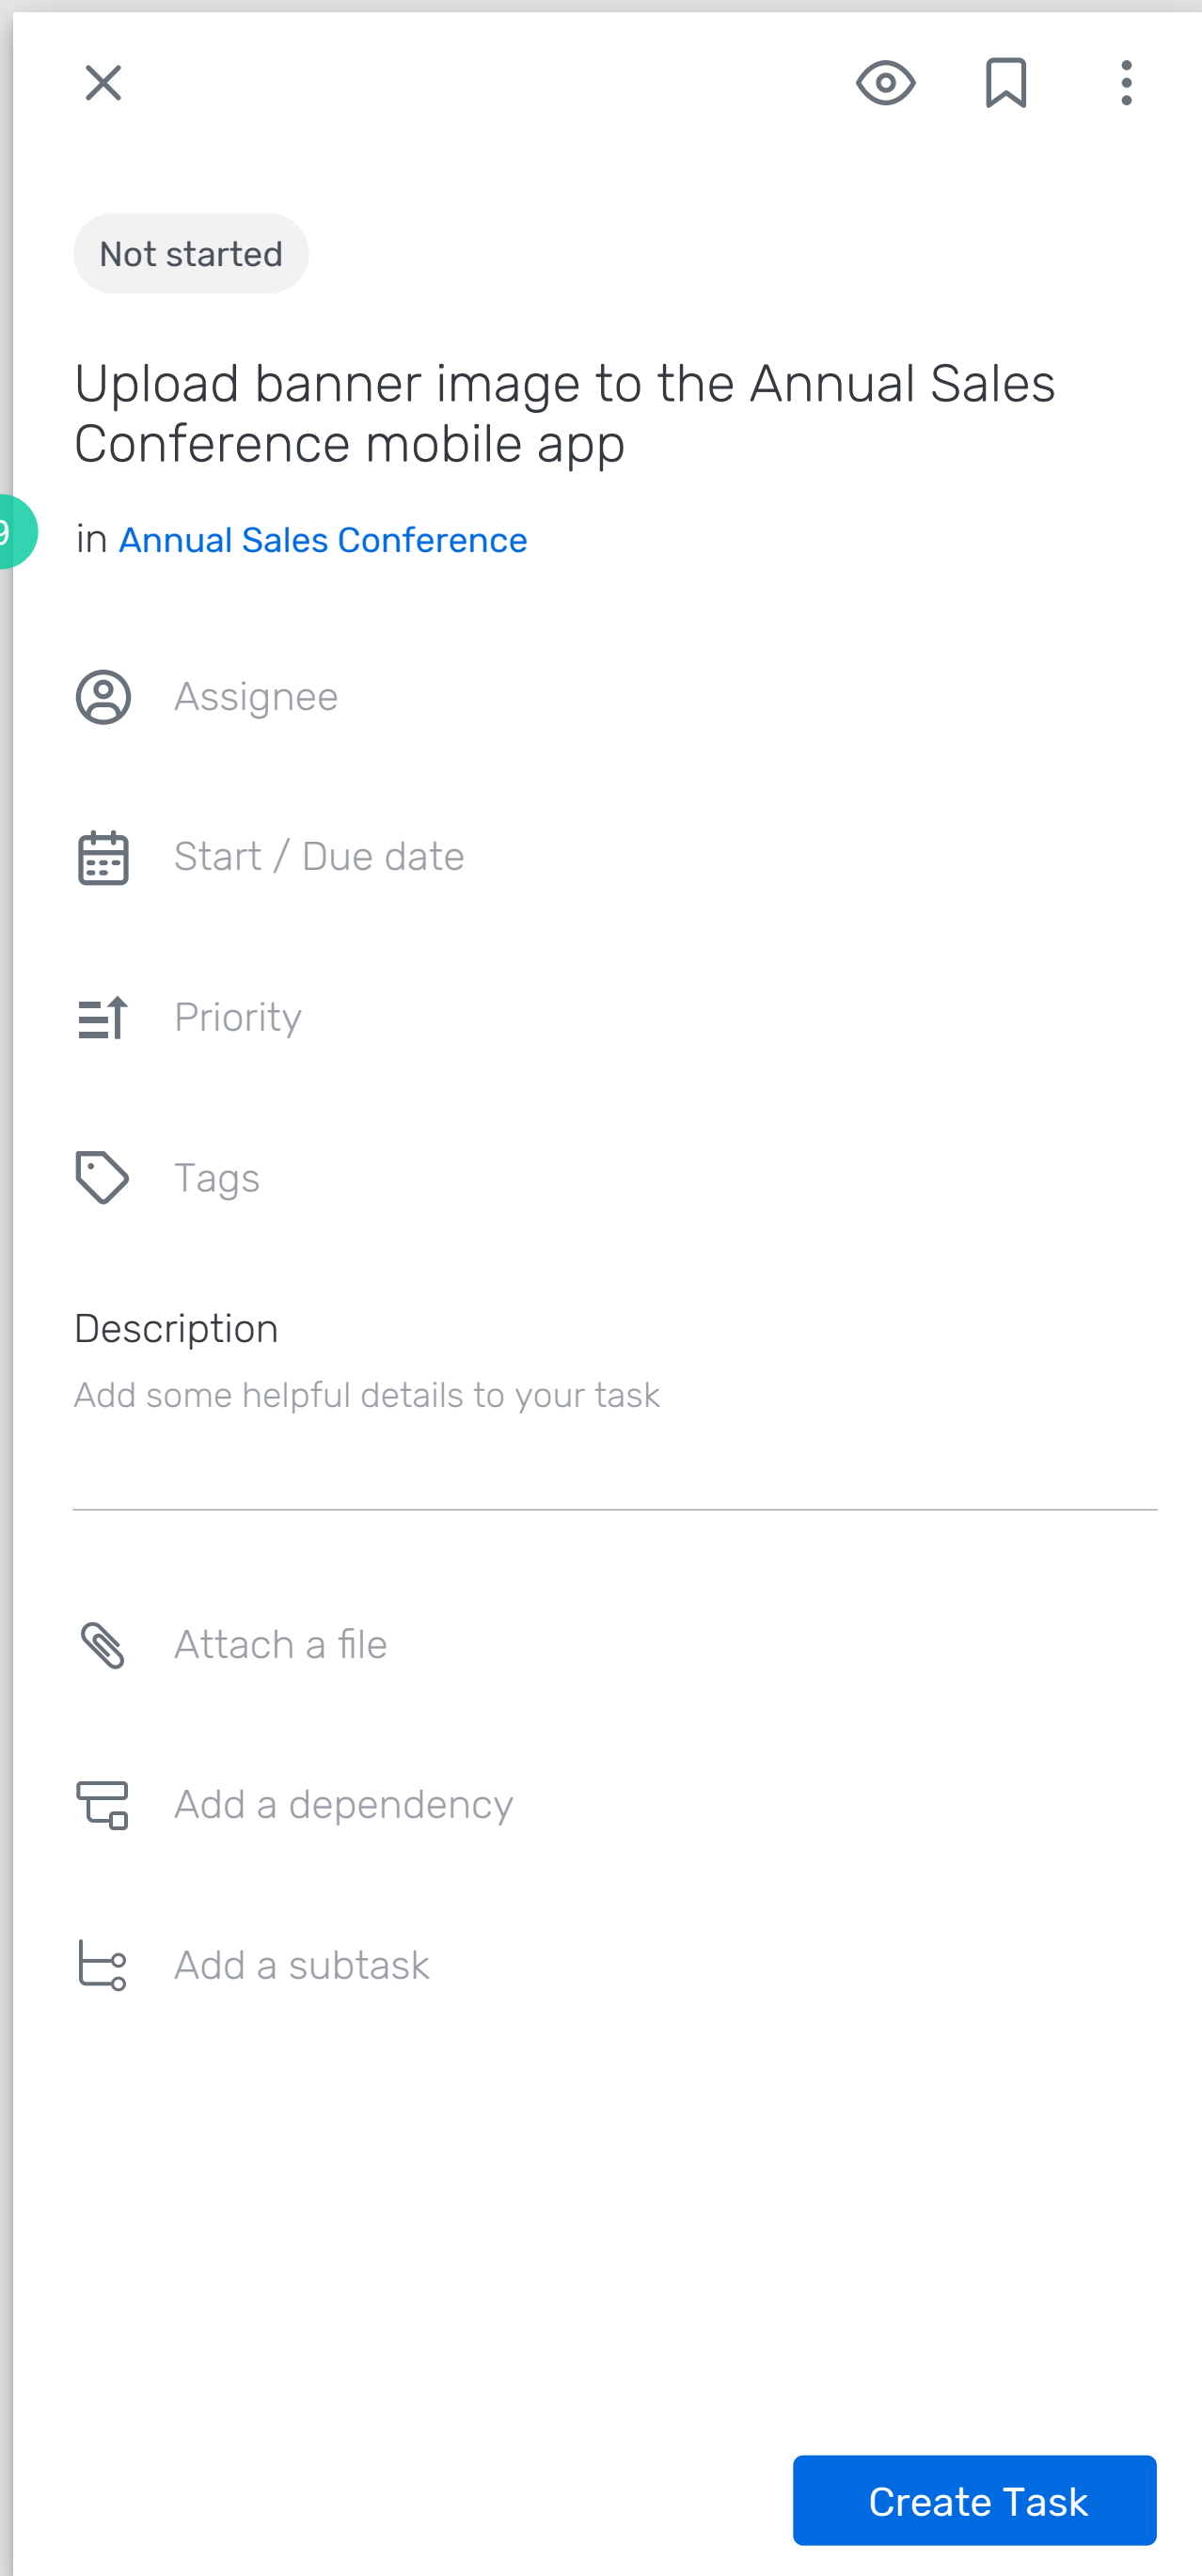 Not started
Upload banner image to the Annual Sales
Conference mobile app
in Annual Sales Conference
9
Assignee
Start / Due date
Priority
Tags
Description
Add some helpful details to your task
Attach a file
Add a dependency
Add a subtask
Create Task